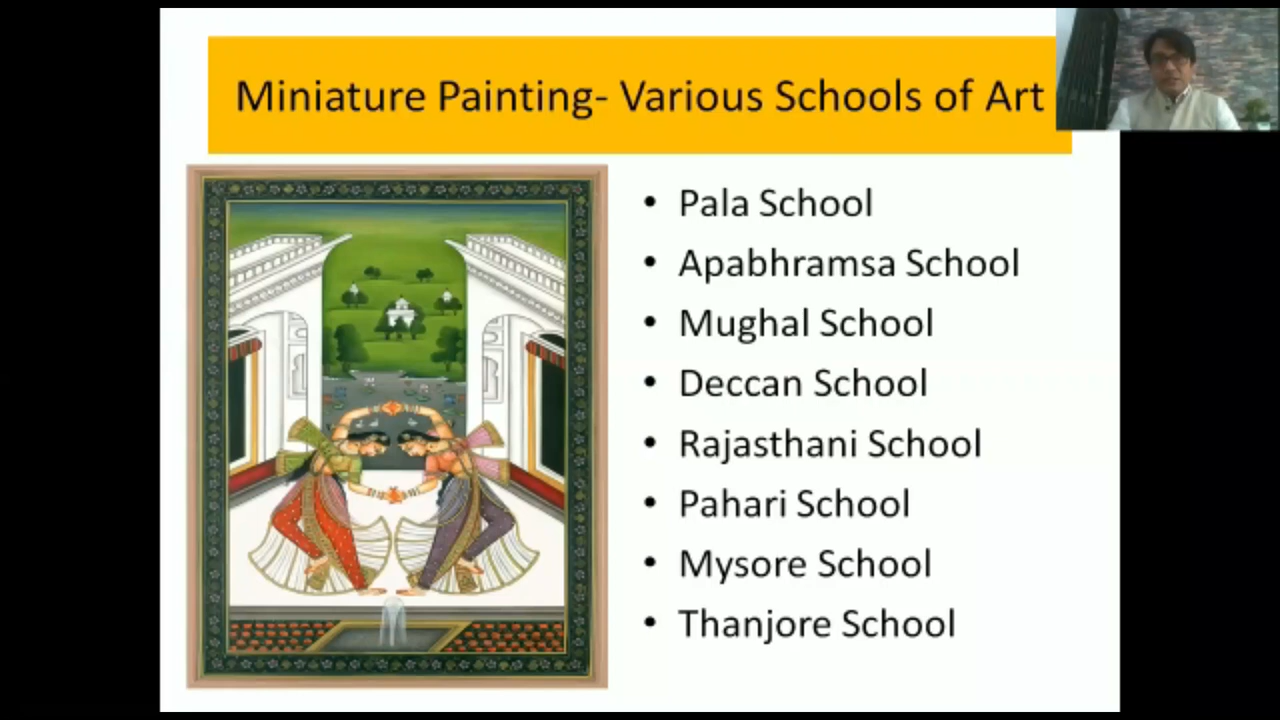 Miniature Painting- Various Schools of Art
• Pala School
• Apabhramsa School
• Mughal School
• Deccan School
• Rajasthani School
• Pahari School
• Mysore School
• Thanjore School